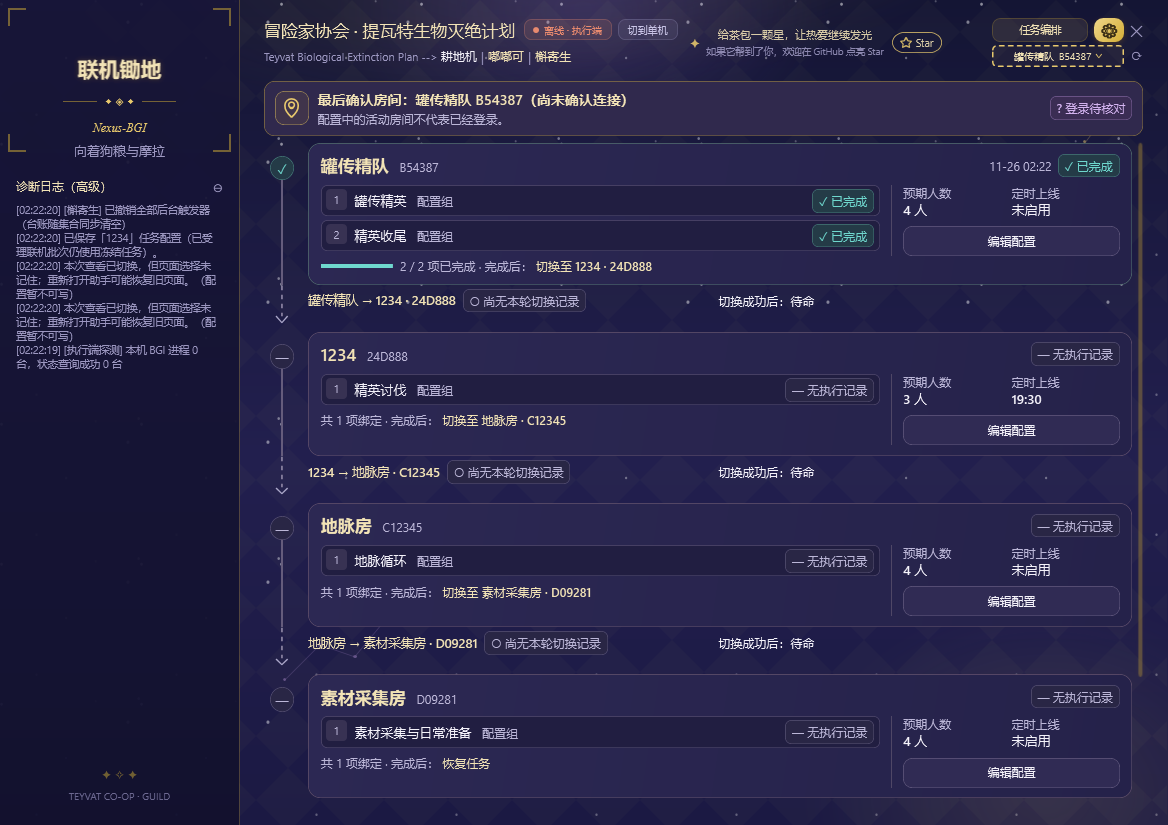 联机锄地
Nexus-BGI
向着狗粮与摩拉
诊断日志（高级）
[02:22:20] [槲寄生] 已撤销全部后台触发器
（台账随集合同步清空）
[02:22:20] 已保存「1234」任务配置（已受
理联机批次仍使用冻结任务）。
[02:22:20] 本次查看已切换，但页面选择未
记住；重新打开助手可能恢复旧页面。（配
置暂不可写）
[02:22:20] 本次查看已切换，但页面选择未
记住；重新打开助手可能恢复旧页面。（配
置暂不可写）
[02:22:19] [执行端探测] 本机 BGI 进程 0
台，状态查询成功 0 台
TEYVAT CO-OP · GUILD
冒险家协会 · 提瓦特生物灭绝计划
离线 · 执行端
切到单机
Teyvat Biological Extinction Plan --> 耕地机 | 嘟嘟可 | 槲寄生
给茶包一颗星，让热爱继续发光
如果它帮到了你，欢迎在 GitHub 点亮 Star
Star
任务编排
罐传精队 B54387
最后确认房间：罐传精队 B54387（尚未确认连接）
配置中的活动房间不代表已经登录。
? 登录待核对
罐传精队 B54387
11-26 02:22 ✓ 已完成
1 罐传精英 配置组 ✓ 已完成
2 精英收尾 配置组 ✓ 已完成
2 / 2 项已完成 · 完成后： 切换至 1234 · 24D888
预期人数
4 人
定时上线
未启用
编辑配置
罐传精队 → 1234 · 24D888 ○ 尚无本轮切换记录
切换成功后：待命
1234 24D888
— 无执行记录
1 精英讨伐 配置组 — 无执行记录
共 1 项绑定 · 完成后： 切换至 地脉房 · C12345
预期人数
3 人
定时上线
19:30
编辑配置
1234 → 地脉房 · C12345 ○ 尚无本轮切换记录
切换成功后：待命
地脉房 C12345
— 无执行记录
1 地脉循环 配置组 — 无执行记录
共 1 项绑定 · 完成后： 切换至 素材采集房 · D09281
预期人数
4 人
定时上线
未启用
编辑配置
地脉房 → 素材采集房 · D09281 ○ 尚无本轮切换记录
切换成功后：待命
素材采集房 D09281
— 无执行记录
1 素材采集与日常准备 配置组 — 无执行记录
共 1 项绑定 · 完成后： 恢复任务
预期人数
4 人
定时上线
未启用
编辑配置